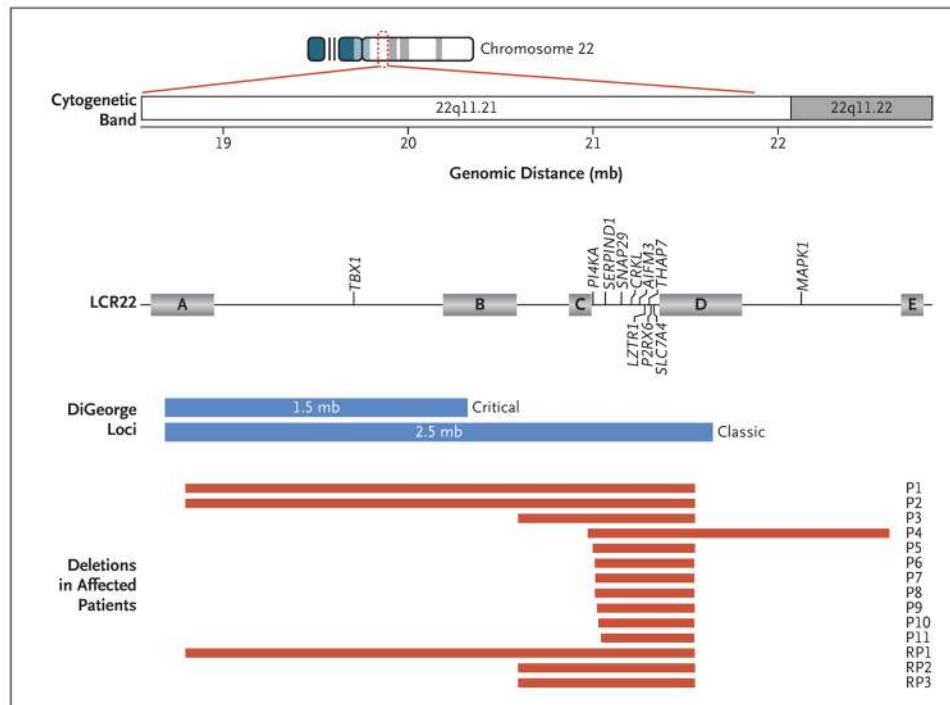 Chromosome 22
Cytogenetic
Band
22q11.21
22q11.22
19
20
21
22
Genomic Distance (mb)
PI4KA
SERPIND1
SNAP29
CRKL
AIFM3
THAP7
TBX1
MAPK1
LCR22
A
B
C
D
E
LZTR1
P2RX6
SLC7A4
DiGeorge
Loci
1.5 mb
Critical
2.5 mb
Classic
Deletions
in Affected
Patients
P1
P2
P3
P4
P5
P6
P7
P8
P9
P10
P11
RP1
RP2
RP3